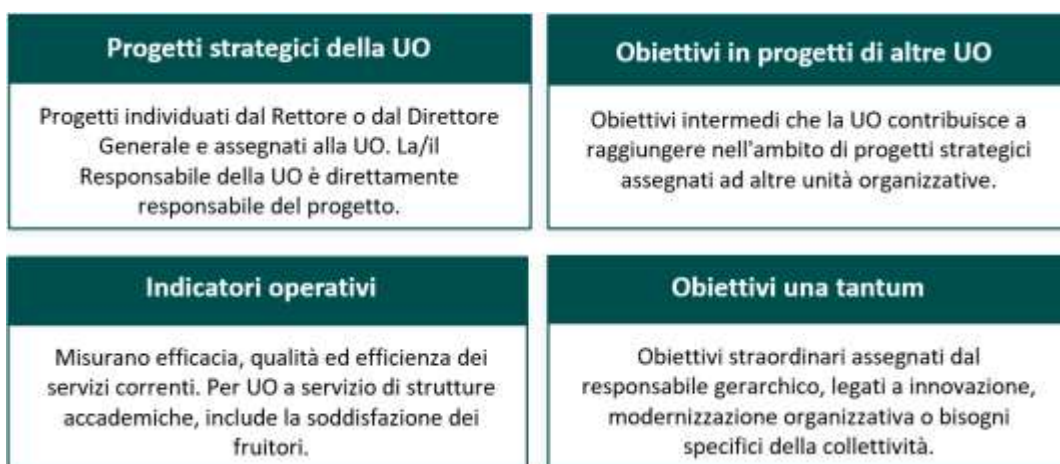 Progetti strategici della UO
Progetti individuati dal Rettore o dal Direttore
Generale e assegnati alla UO. La/il
Responsabile della UO è direttamente
responsabile del progetto.
Obiettivi in progetti di altre UO
Obiettivi intermedi che la UO contribuisce a
raggiungere nell'ambito di progetti strategici
assegnati ad altre unità organizzative.
Indicatori operativi
Misurano efficacia, qualità ed efficienza dei
servizi correnti. Per UO a servizio di strutture
accademiche, include la soddisfazione dei
fruitori.
Obiettivi una tantum
Obiettivi straordinari assegnati dal
responsabile gerarchico, legati a innovazione,
modernizzazione organizzativa o bisogni
specifici della collettività.